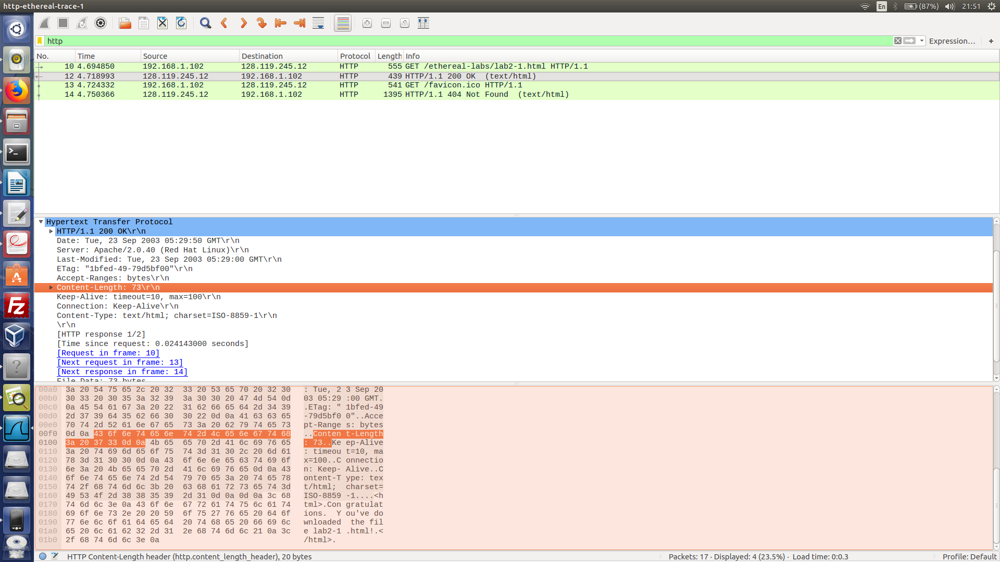 http-ethereal-trace-1 En (87%) 21:51
http Expression… +
No. Time Source Destination Protocol Length Info
10 4.694850 192.168.1.102 128.119.245.12 HTTP 555 GET /ethereal-labs/lab2-1.html HTTP/1.1
12 4.718993 128.119.245.12 192.168.1.102 HTTP 439 HTTP/1.1 200 OK  (text/html)
13 4.724332 192.168.1.102 128.119.245.12 HTTP 541 GET /favicon.ico HTTP/1.1
14 4.750366 128.119.245.12 192.168.1.102 HTTP 1395 HTTP/1.1 404 Not Found  (text/html)
Hypertext Transfer Protocol
HTTP/1.1 200 OK\r\n
Date: Tue, 23 Sep 2003 05:29:50 GMT\r\n
Server: Apache/2.0.40 (Red Hat Linux)\r\n
Last-Modified: Tue, 23 Sep 2003 05:29:00 GMT\r\n
ETag: "1bfed-49-79d5bf00"\r\n
Accept-Ranges: bytes\r\n
Content-Length: 73\r\n
Keep-Alive: timeout=10, max=100\r\n
Connection: Keep-Alive\r\n
Content-Type: text/html; charset=ISO-8859-1\r\n
\r\n
[HTTP response 1/2]
[Time since request: 0.024143000 seconds]
[Request in frame: 10]
[Next request in frame: 13]
[Next response in frame: 14]
File Data: 73 bytes
00a0 3a 20 54 75 65 2c 20 32 33 20 53 65 70 20 32 30 : Tue, 2 3 Sep 20
00b0 30 33 20 30 35 3a 32 39 3a 30 30 20 47 4d 54 0d 03 05:29 :00 GMT.
00c0 0a 45 54 61 67 3a 20 22 31 62 66 65 64 2d 34 39 .ETag: " 1bfed-49
00d0 2d 37 39 64 35 62 66 30 30 22 0d 0a 41 63 63 65 -79d5bf0 0"..Acce
00e0 70 74 2d 52 61 6e 67 65 73 3a 20 62 79 74 65 73 pt-Range s: bytes
00f0 0d 0a 43 6f 6e 74 65 6e 74 2d 4c 65 6e 67 74 68 ..Conten t-Length
0100 3a 20 37 33 0d 0a 4b 65 65 70 2d 41 6c 69 76 65 : 73..Ke ep-Alive
0110 3a 20 74 69 6d 65 6f 75 74 3d 31 30 2c 20 6d 61 : timeou t=10, ma
0120 78 3d 31 30 30 0d 0a 43 6f 6e 6e 65 63 74 69 6f x=100..C onnectio
0130 6e 3a 20 4b 65 65 70 2d 41 6c 69 76 65 0d 0a 43 n: Keep- Alive..C
0140 6f 6e 74 65 6e 74 2d 54 79 70 65 3a 20 74 65 78 ontent-T ype: tex
0150 74 2f 68 74 6d 6c 3b 20 63 68 61 72 73 65 74 3d t/html;  charset=
0160 49 53 4f 2d 38 38 35 39 2d 31 0d 0a 0d 0a 3c 68 ISO-8859 -1....<h
0170 74 6d 6c 3e 0a 43 6f 6e 67 72 61 74 75 6c 61 74 tml>.Con gratulat
0180 69 6f 6e 73 2e 20 20 59 6f 75 27 76 65 20 64 6f ions.  Y ou've do
0190 77 6e 6c 6f 61 64 65 64 20 74 68 65 20 66 69 6c wnloaded  the fil
01a0 65 20 6c 61 62 32 2d 31 2e 68 74 6d 6c 21 0a 3c e lab2-1 .html!.<
01b0 2f 68 74 6d 6c 3e 0a /html>.
HTTP Content-Length header (http.content_length_header), 20 bytes Packets: 17 · Displayed: 4 (23.5%) · Load time: 0:0.3 Profile: Default